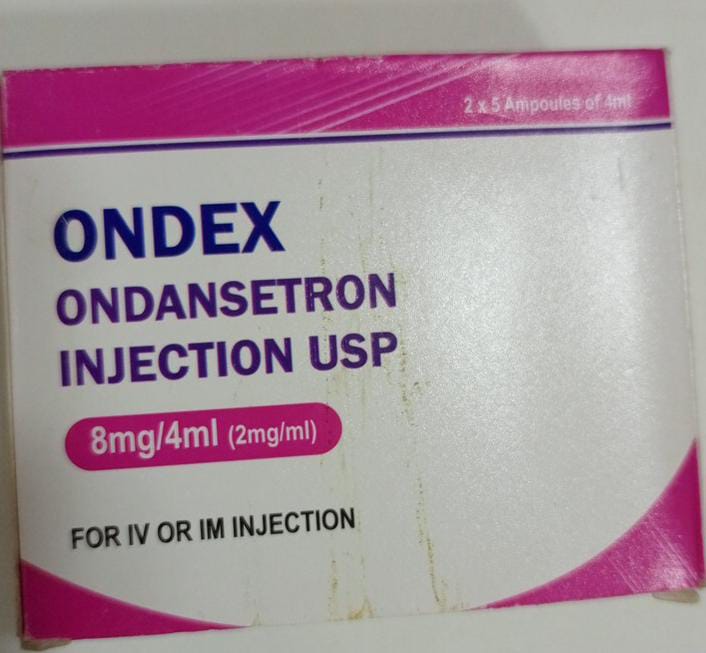 2 x 5 Ampoules of 4ml
ONDEX
ONDANSETRON
INJECTION USP
8mg/4ml (2mg/ml)
FOR IV OR IM INJECTION